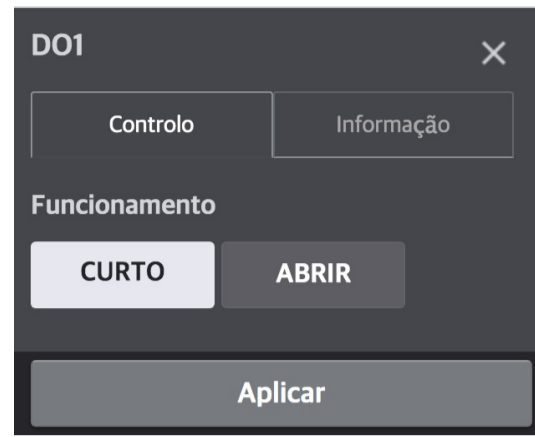 DO1
Controlo Informação
Funcionamento
CURTO ABRIR
Aplicar